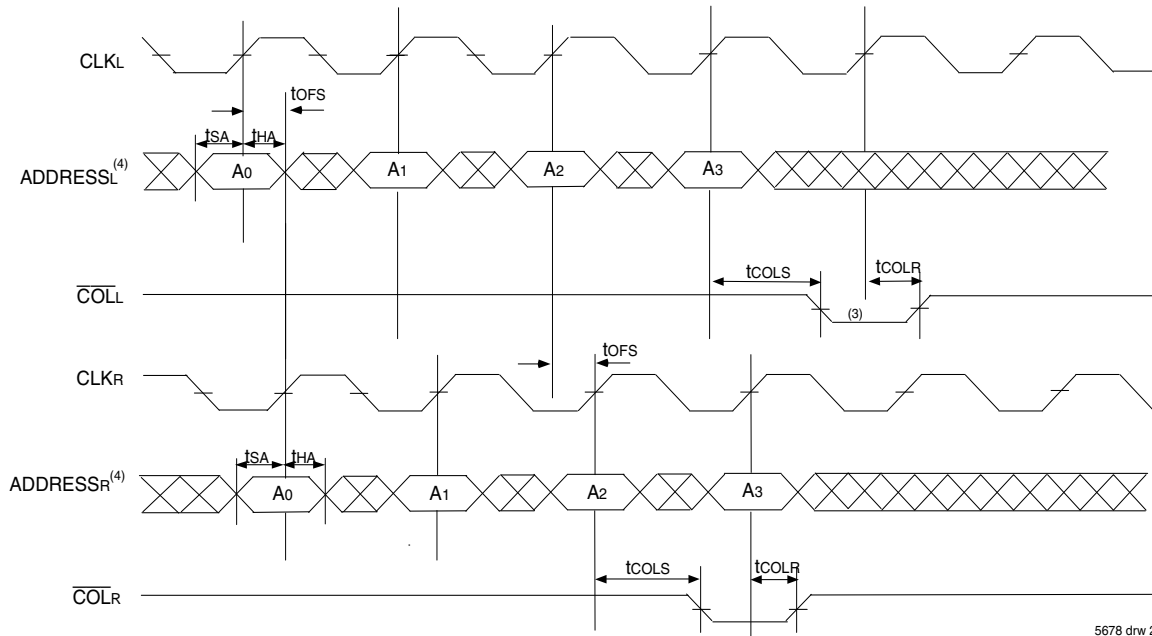 CLKL
tOFS
tSA tHA
ADDRESSL(4) A0 A1 A2 A3
tCOLS tCOLR
COLL (3)
tOFS
CLKR
tSA tHA
ADDRESSR(4) A0 A1 A2 A3
tCOLS tCOLR
COLR
5678 drw 2